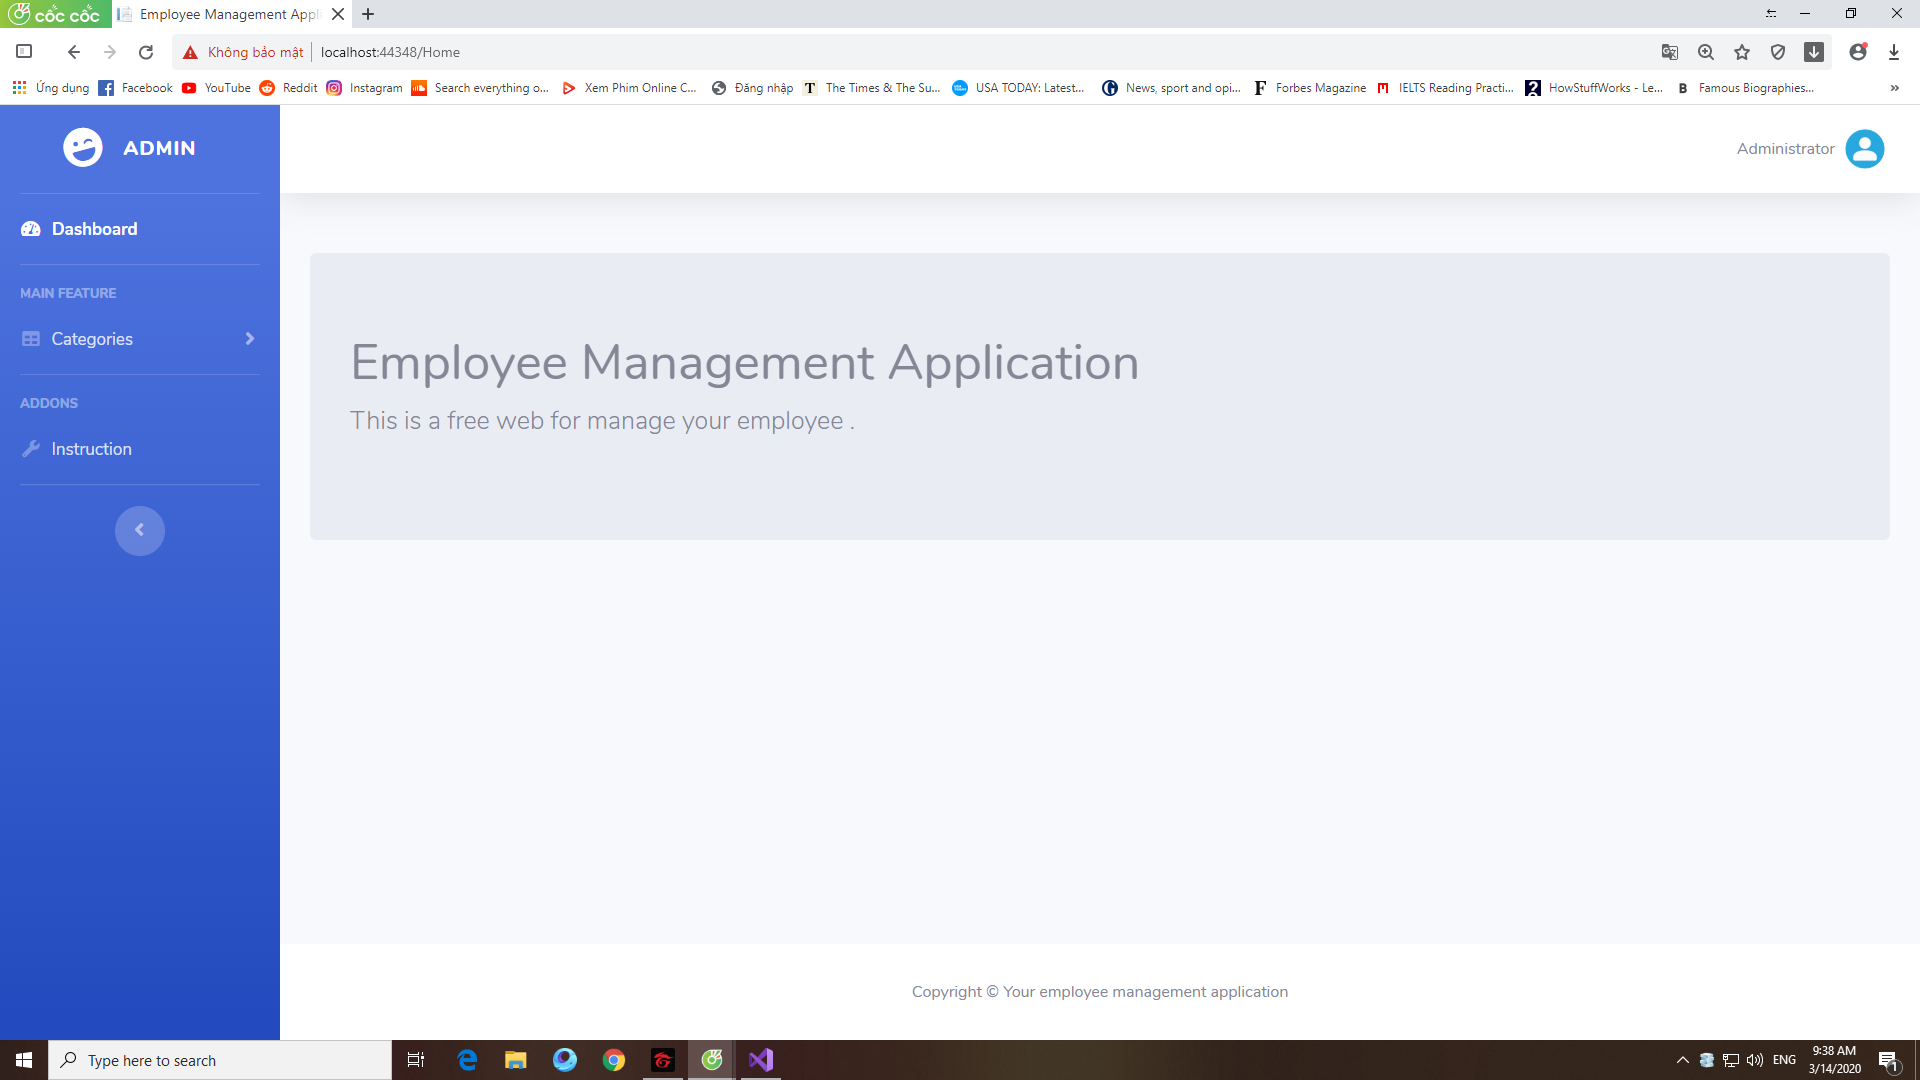 cốc cốc
Employee Management Appl
Không bảo mật
localhost:44348/Home
Ứng dụng
Facebook
YouTube
Reddit
Instagram
Search everything o...
Xem Phim Online C...
Đăng nhập
The Times & The Su...
USA TODAY: Latest...
News, sport and opi...
Forbes Magazine
IELTS Reading Practi...
HowStuffWorks - Le...
Famous Biographies...
ADMIN
Administrator
Dashboard
MAIN FEATURE
Categories
ADDONS
Instruction
Employee Management Application
This is a free web for manage your employee .
Copyright © Your employee management application
Type here to search
ENG
9:38 AM
3/14/2020
1